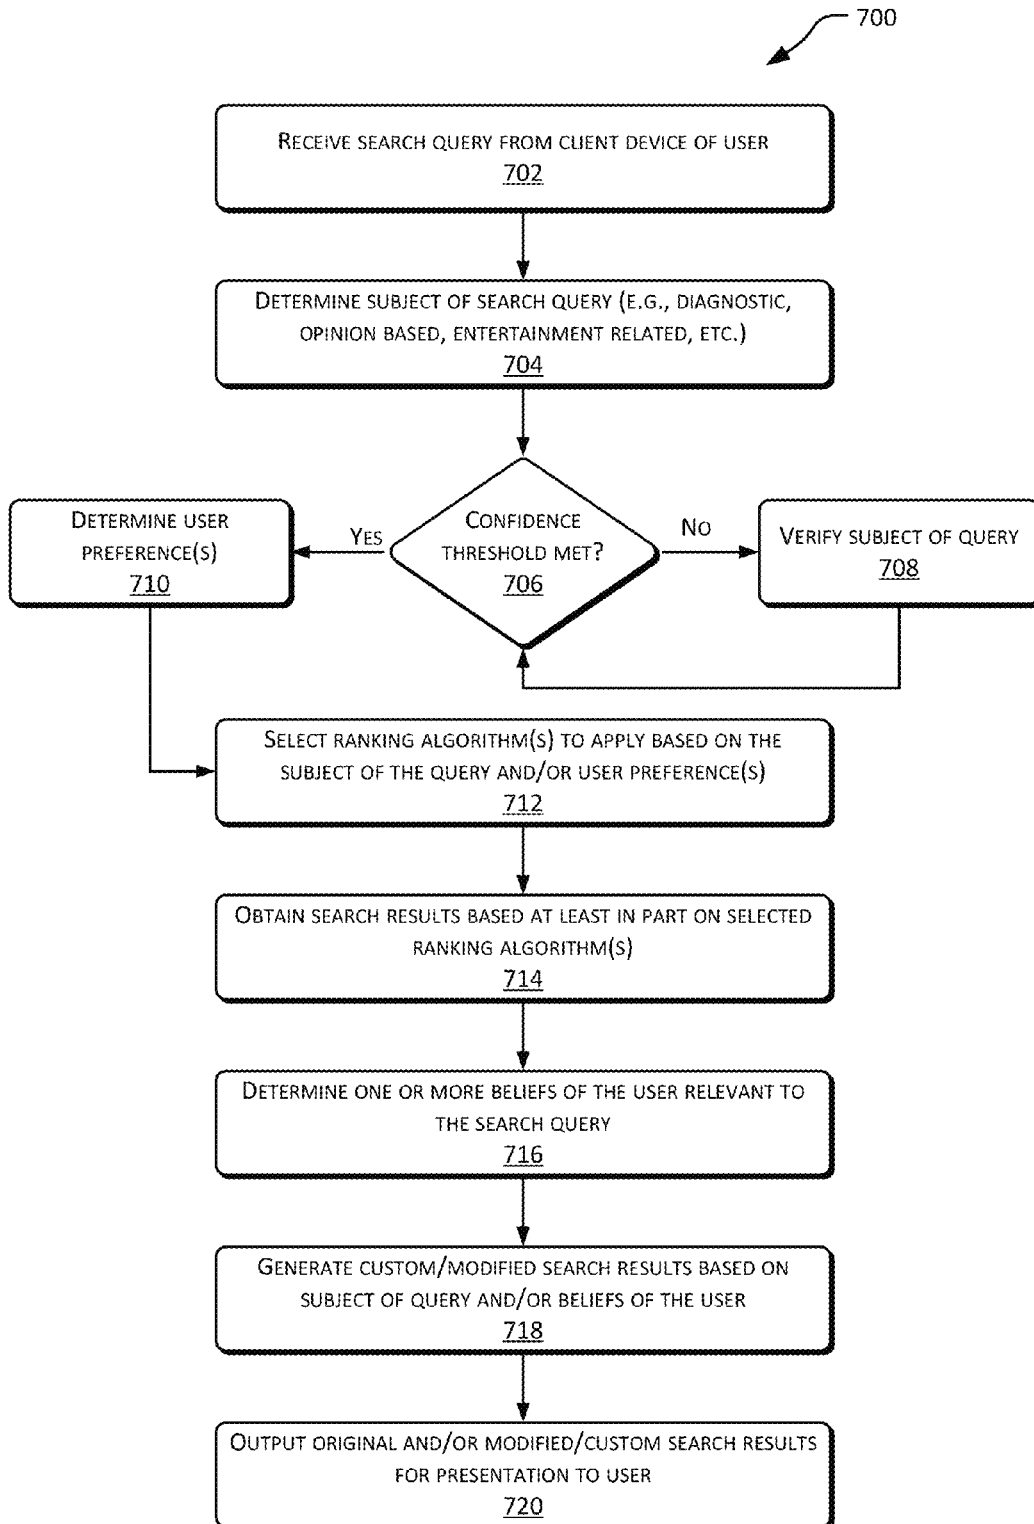 700
RECEIVE SEARCH QUERY FROM CLIENT DEVICE OF USER
702
DETERMINE SUBJECT OF SEARCH QUERY (E.G., DIAGNOSTIC,
OPINION BASED, ENTERTAINMENT RELATED, ETC.)
704
CONFIDENCE
THRESHOLD MET?
706
YES
NO
DETERMINE USER
PREFERENCE(S)
710
VERIFY SUBJECT OF QUERY
708
SELECT RANKING ALGORITHM(S) TO APPLY BASED ON THE
SUBJECT OF THE QUERY AND/OR USER PREFERENCE(S)
712
OBTAIN SEARCH RESULTS BASED AT LEAST IN PART ON SELECTED
RANKING ALGORITHM(S)
714
DETERMINE ONE OR MORE BELIEFS OF THE USER RELEVANT TO
THE SEARCH QUERY
716
GENERATE CUSTOM/MODIFIED SEARCH RESULTS BASED ON
SUBJECT OF QUERY AND/OR BELIEFS OF THE USER
718
OUTPUT ORIGINAL AND/OR MODIFIED/CUSTOM SEARCH RESULTS
FOR PRESENTATION TO USER
720